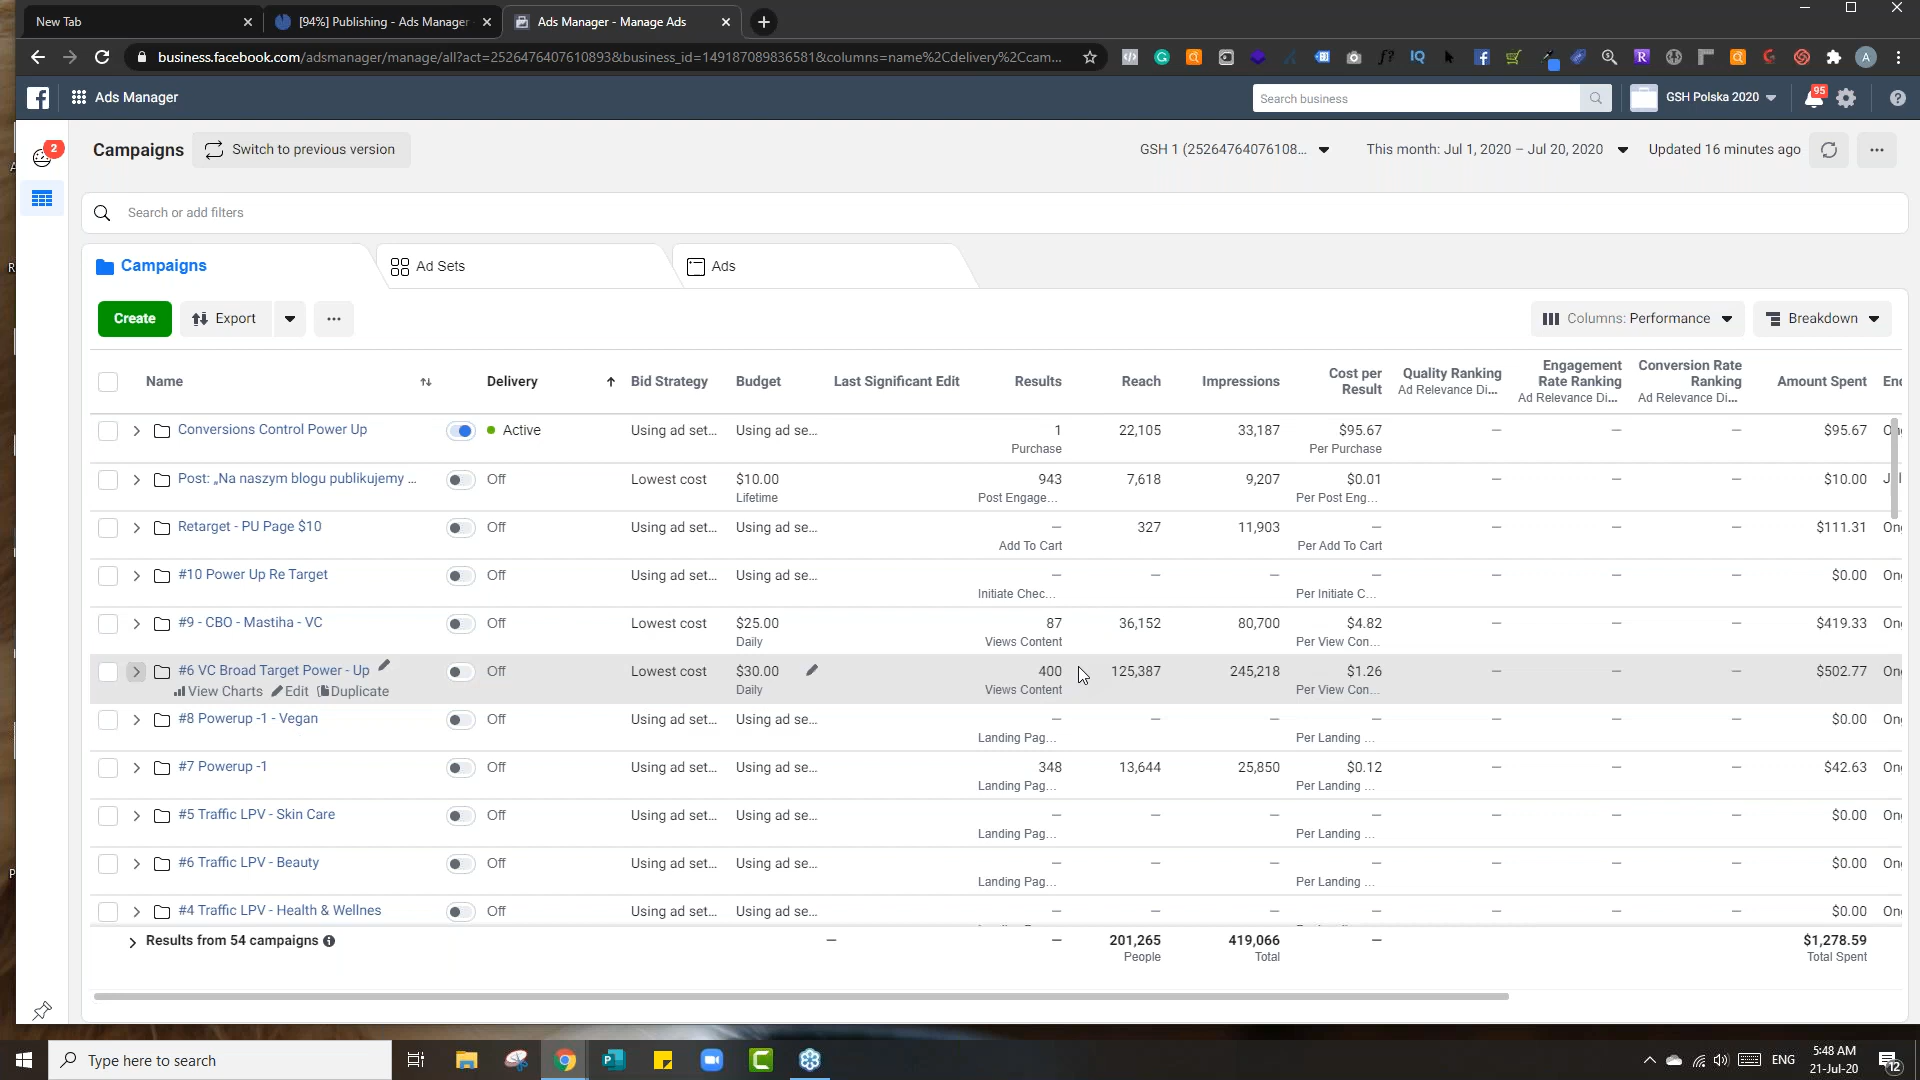 New Tab
[94%] Publishing - Ads Manager
Ads Manager - Manage Ads
business.facebook.com/adsmanager/manage/all?act=25264764076108​93&business_id=149187089836581&columns=name%2Cdelivery%2Ccam...
Ads Manager
Search business
GSH Polska 2020
95
2
Campaigns
Switch to previous version
GSH 1 (25264764076108...
This month: Jul 1, 2020 – Jul 20, 2020
Updated 16 minutes ago
Search or add filters
Campaigns
Ad Sets
Ads
Create
Export
Columns: Performance
Breakdown
Name
Delivery
Bid Strategy
Budget
Last Significant Edit
Results
Reach
Impressions
Cost per Result
Quality Ranking
Ad Relevance Di...
Engagement Rate Ranking
Ad Relevance Di...
Conversion Rate Ranking
Ad Relevance Di...
Amount Spent
Conversions Control Power Up Active Using ad set... Using ad se... 1 22,105 33,187 $95.67 — — — $95.67
Purchase Per Purchase
Post: „Na naszym blogu publikujemy ... Off Lowest cost $10.00 943 7,618 9,207 $0.01 — — — $10.00
Lifetime Post Engage... Per Post Eng...
Retarget - PU Page $10 Off Using ad set... Using ad se... — 327 11,903 — — — — $111.31
Add To Cart Per Add To Cart
#10 Power Up Re Target Off Using ad set... Using ad se... — — — — — — — $0.00
Initiate Chec... Per Initiate C...
#9 - CBO - Mastiha - VC Off Lowest cost $25.00 87 36,152 80,700 $4.82 — — — $419.33
Daily Views Content Per View Con...
#6 VC Broad Target Power - Up Off Lowest cost $30.00 400 125,387 245,218 $1.26 — — — $502.77
View Charts Edit Duplicate Daily Views Content Per View Con...
#8 Powerup -1 - Vegan Off Using ad set... Using ad se... — — — — — — — $0.00
Landing Pag... Per Landing ...
#7 Powerup -1 Off Using ad set... Using ad se... 348 13,644 25,850 $0.12 — — — $42.63
Landing Pag... Per Landing ...
#5 Traffic LPV - Skin Care Off Using ad set... Using ad se... — — — — — — — $0.00
Landing Pag... Per Landing ...
#6 Traffic LPV - Beauty Off Using ad set... Using ad se... — — — — — — — $0.00
Landing Pag... Per Landing ...
#4 Traffic LPV - Health & Wellnes Off Using ad set... Using ad se... — — — — — — — $0.00
Results from 54 campaigns — — 201,265 419,066 — $1,278.59
People Total Total Spent
Type here to search
ENG
5:48 AM
21-Jul-20
12